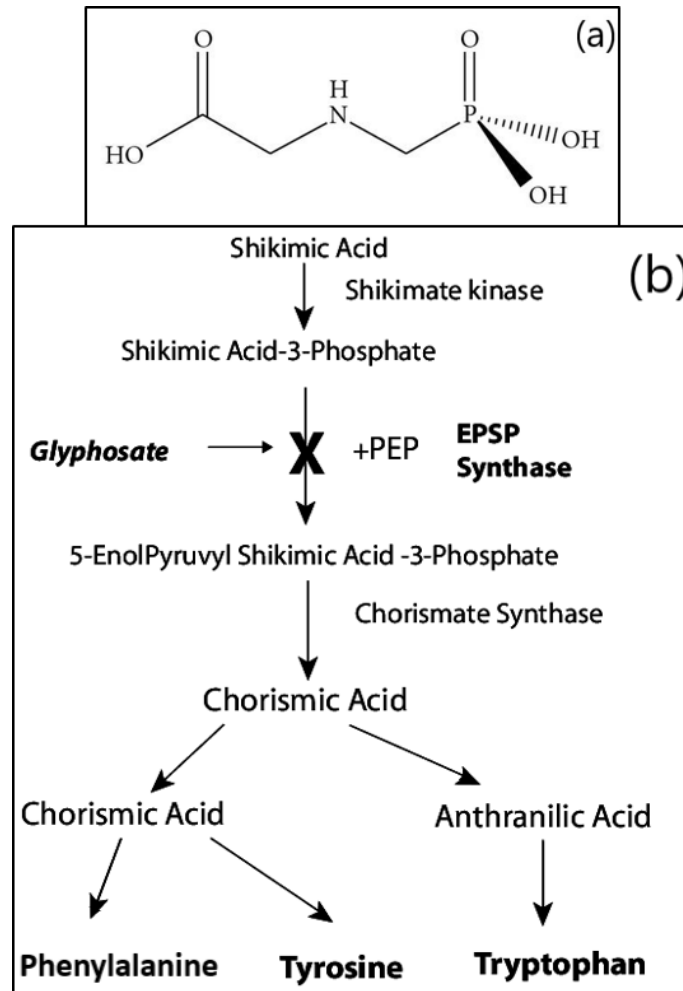 (a)
O
O
H
N
P
HO
OH
OH
(b)
Shikimic Acid
Shikimate kinase
Shikimic Acid-3-Phosphate
Glyphosate X +PEP EPSP
Synthase
5-EnolPyruvyl Shikimic Acid -3-Phosphate
Chorismate Synthase
Chorismic Acid
Chorismic Acid Anthranilic Acid
Phenylalanine Tyrosine Tryptophan